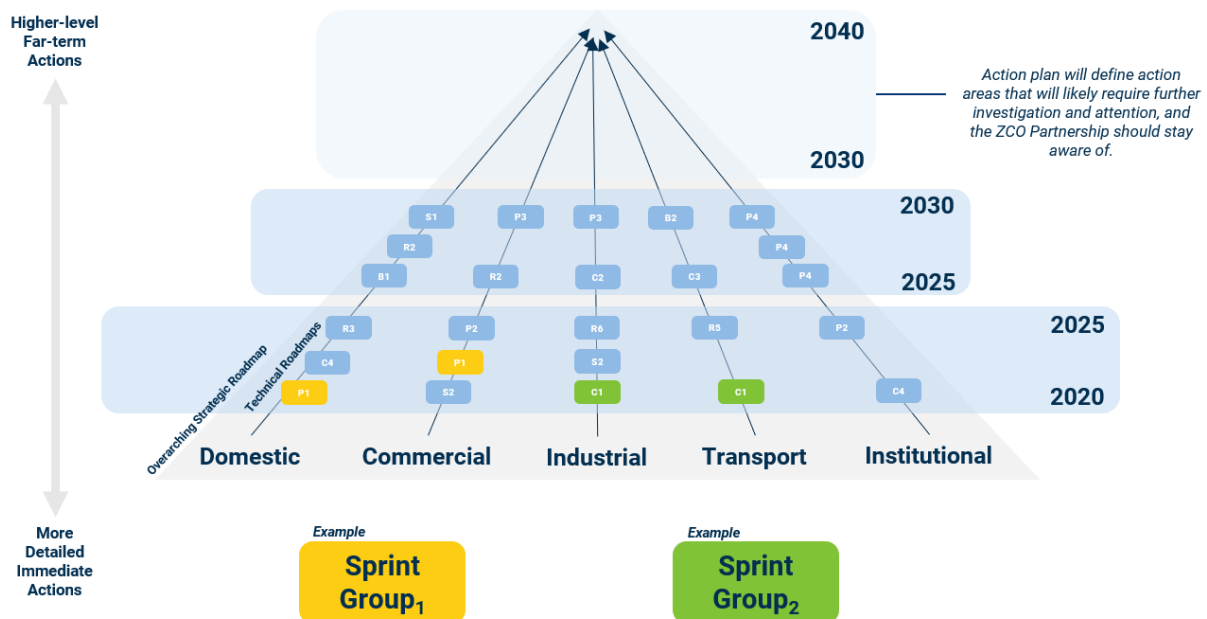 Higher-level
Far-term
Actions
2040
Action plan will define action
areas that will likely require further
investigation and attention, and
the ZCO Partnership should stay
aware of.
2030
2030
S1
P3
P3
B2
P4
R2
P4
B1
R2
C2
C3
P4
2025
2025
R3
P2
R6
R5
P2
C4
P1
S2
P1
S2
C1
C1
C4
2020
Overarching Strategic Roadmap
Technical Roadmaps
Domestic
Commercial
Industrial
Transport
Institutional
More
Detailed
Immediate
Actions
Example
Sprint
Group1
Example
Sprint
Group2